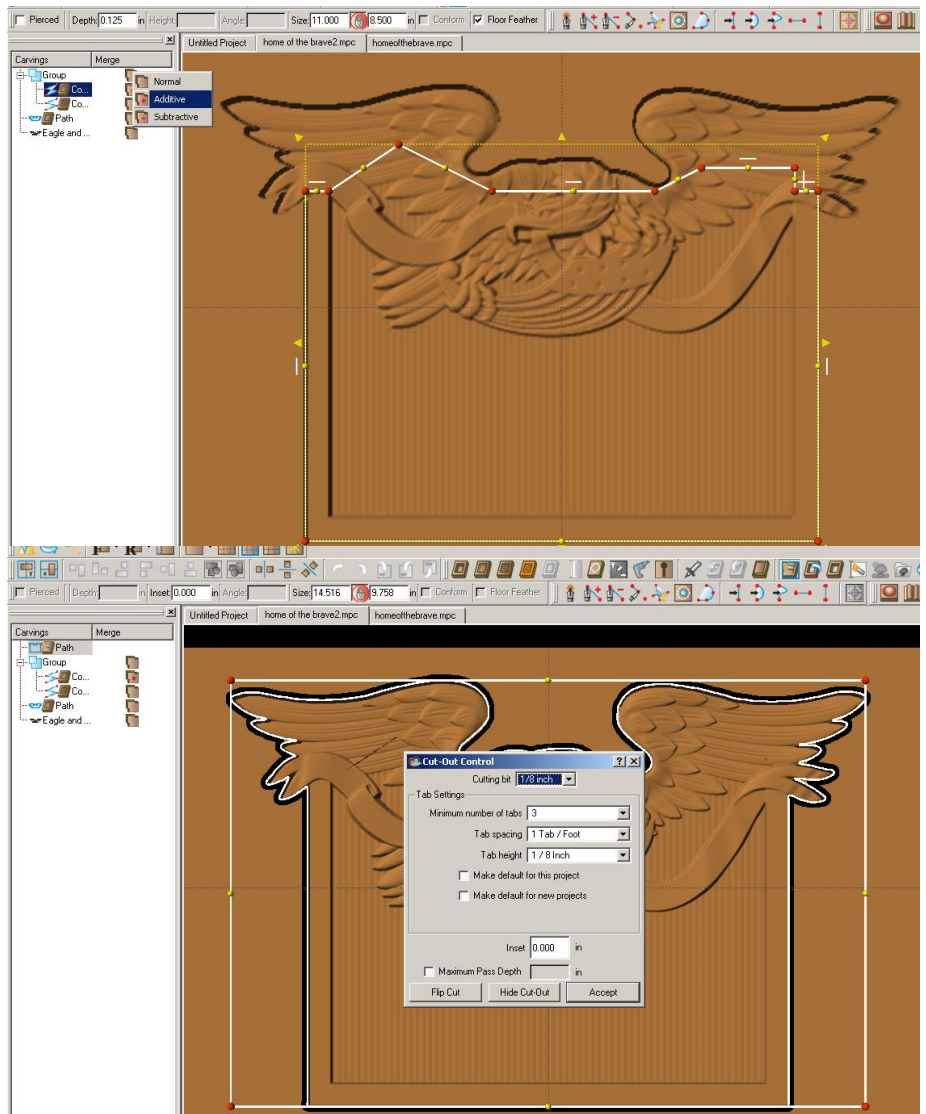 Pierced Depth: 0.125 in Height: Angle: Size: 11.000 8.500 in Conform Floor Feather
Untitled Project home of the brave2.mpc homeofthebrave.mpc
Carvings Merge
Group
Normal
Co...
Additive
Co...
Subtractive
Path
Eagle and ...
Pierced Depth: in Inset: 0.000 in Angle: Size: 14.516 9.758 in Conform Floor Feather
Untitled Project home of the brave2.mpc homeofthebrave.mpc
Carvings Merge
Path
Group
Co...
Co...
Path
Eagle and ...
Cut-Out Control
Cutting bit 1/8 inch
Tab Settings
Minimum number of tabs 3
Tab spacing 1 Tab / Foot
Tab height 1 / 8 Inch
Make default for this project
Make default for new projects
Inset 0.000 in
Maximum Pass Depth in
Flip Cut Hide Cut-Out Accept